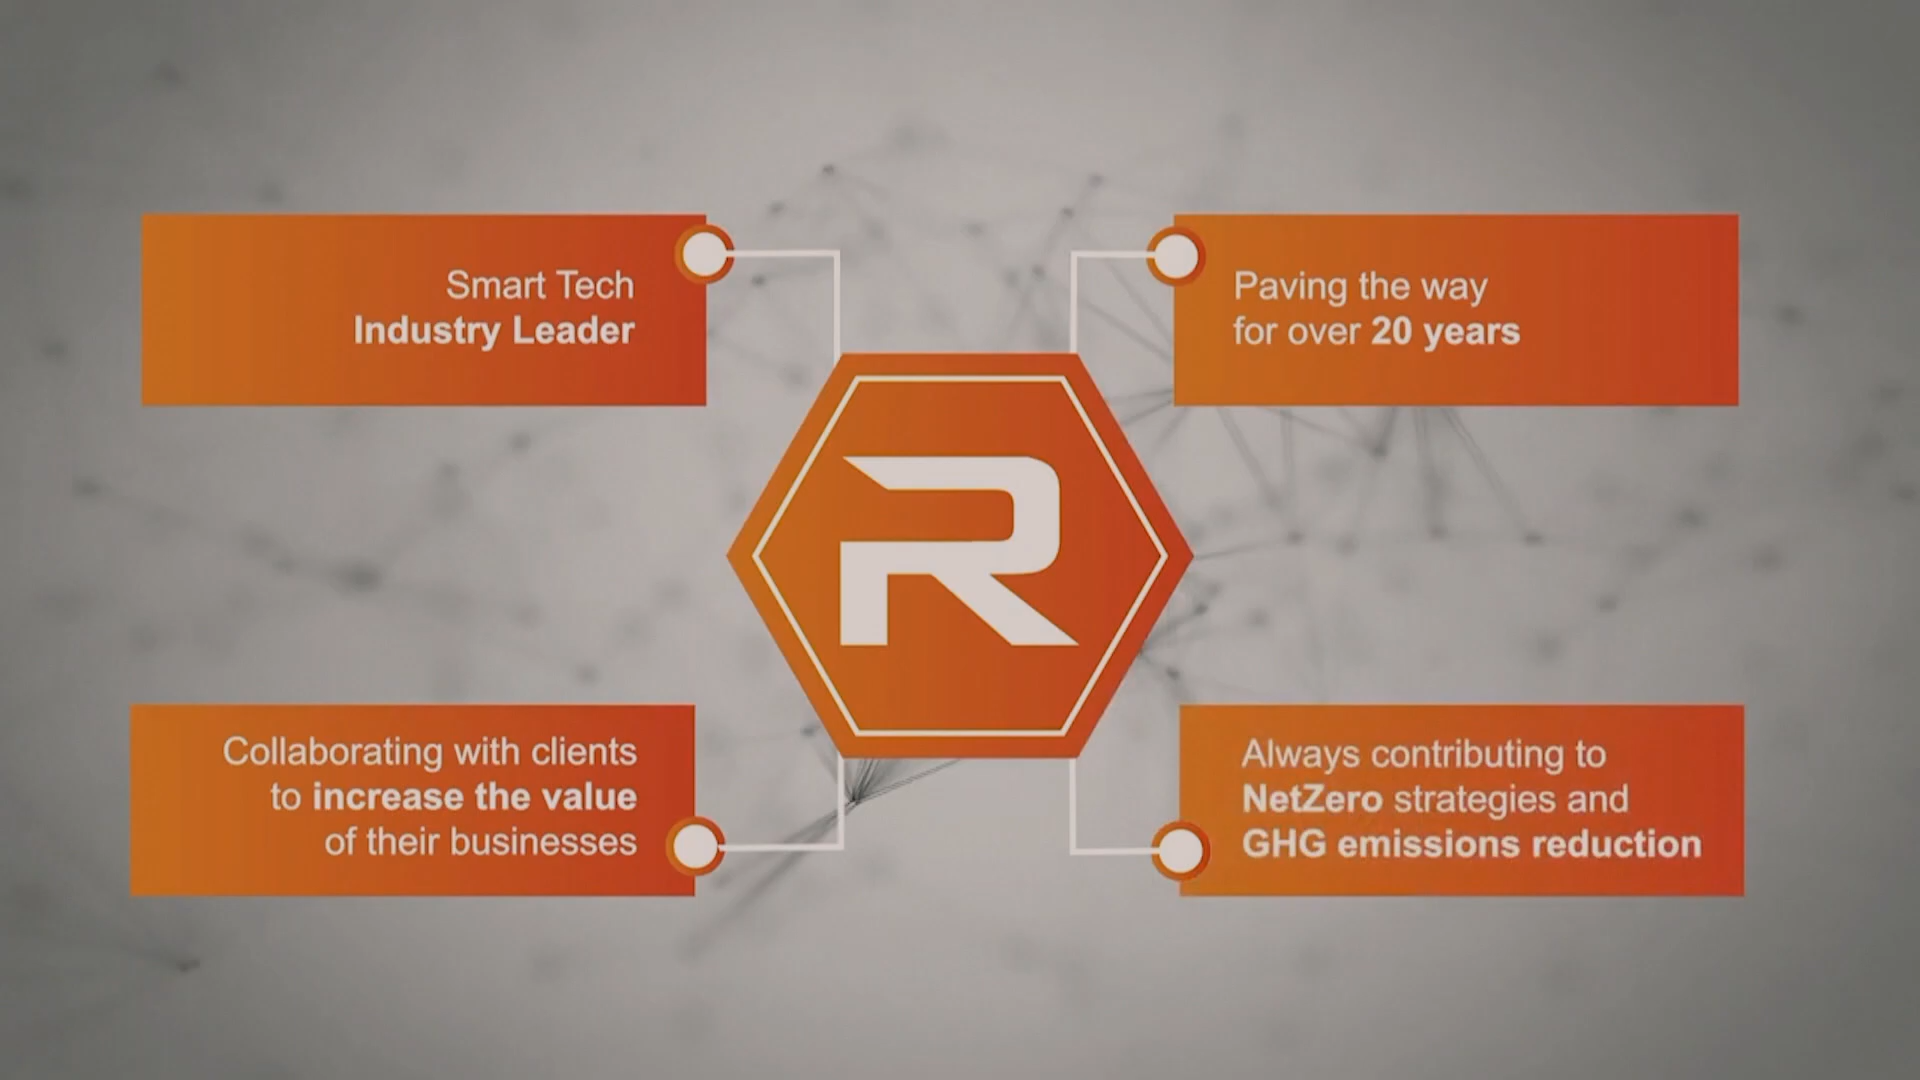 Smart Tech
Industry Leader
Paving the way
for over 20 years
R
Collaborating with clients
to increase the value
of their businesses
Always contributing to
NetZero strategies and
GHG emissions reduction